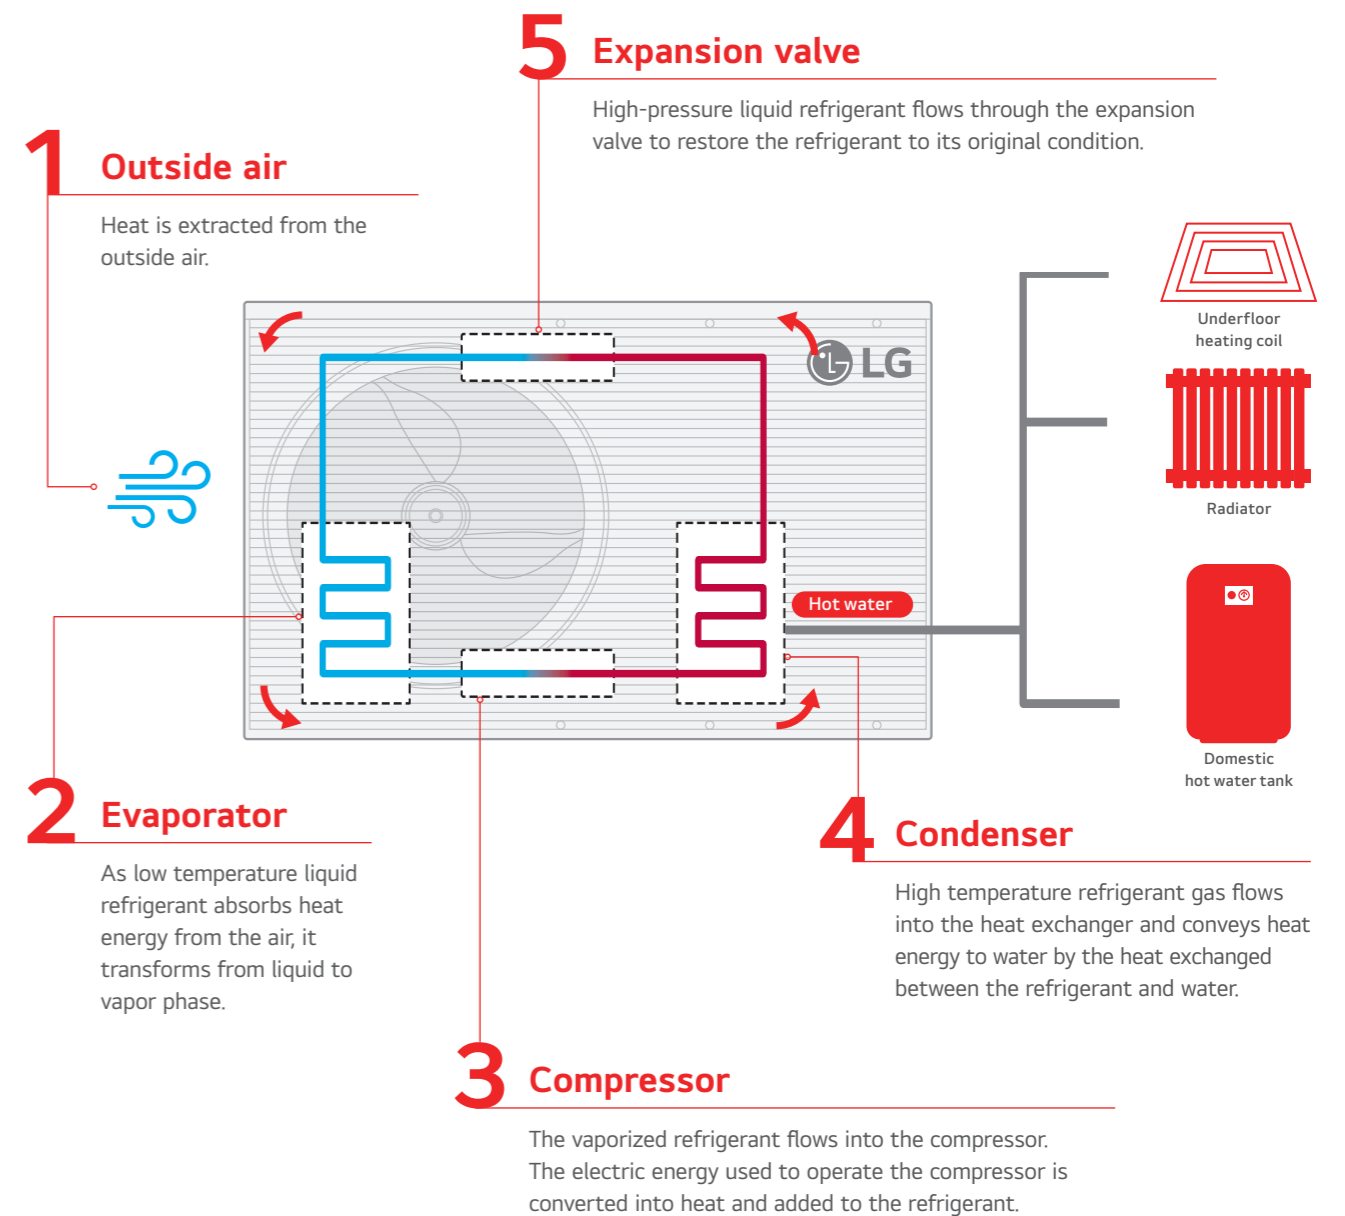 5 Expansion valve
High-pressure liquid refrigerant flows through the expansion
valve to restore the refrigerant to its original condition.
1 Outside air
Heat is extracted from the
outside air.
LG
Underfloor
heating coil
Radiator
Hot water
Domestic
hot water tank
2 Evaporator
As low temperature liquid
refrigerant absorbs heat
energy from the air, it
transforms from liquid to
vapor phase.
4 Condenser
High temperature refrigerant gas flows
into the heat exchanger and conveys heat
energy to water by the heat exchanged
between the refrigerant and water.
3 Compressor
The vaporized refrigerant flows into the compressor.
The electric energy used to operate the compressor is
converted into heat and added to the refrigerant.